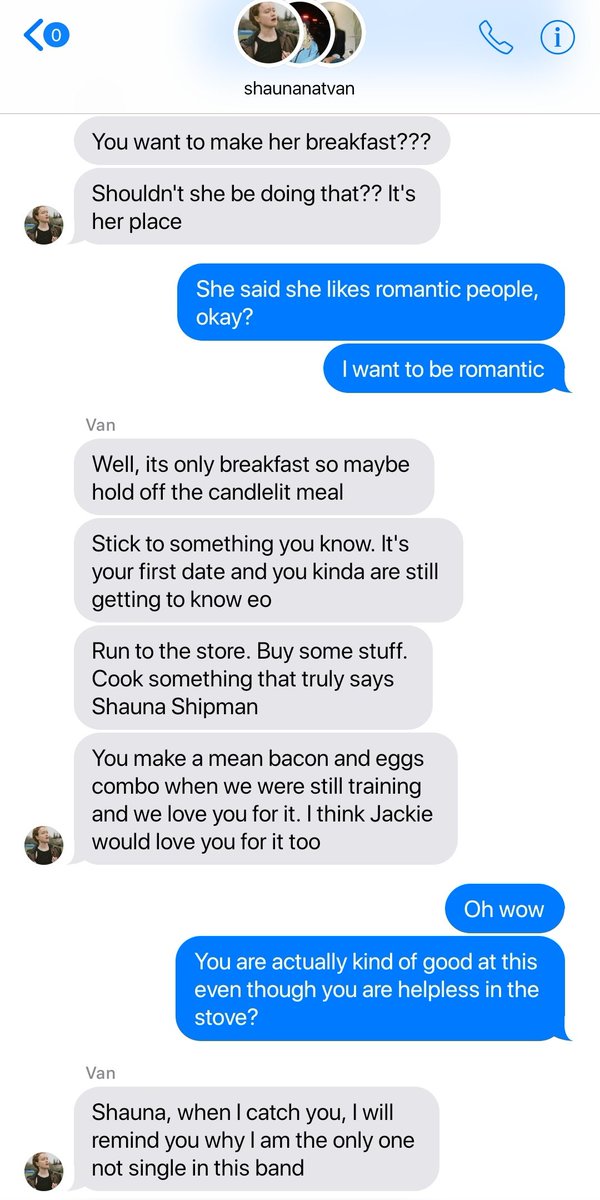 0
shaunanatvan
You want to make her breakfast???
Shouldn't she be doing that?? It's
her place
She said she likes romantic people,
okay?
I want to be romantic
Van
Well, its only breakfast so maybe
hold off the candlelit meal
Stick to something you know. It's
your first date and you kinda are still
getting to know eo
Run to the store. Buy some stuff.
Cook something that truly says
Shauna Shipman
You make a mean bacon and eggs
combo when we were still training
and we love you for it. I think Jackie
would love you for it too
Oh wow
You are actually kind of good at this
even though you are helpless in the
stove?
Van
Shauna, when I catch you, I will
remind you why I am the only one
not single in this band